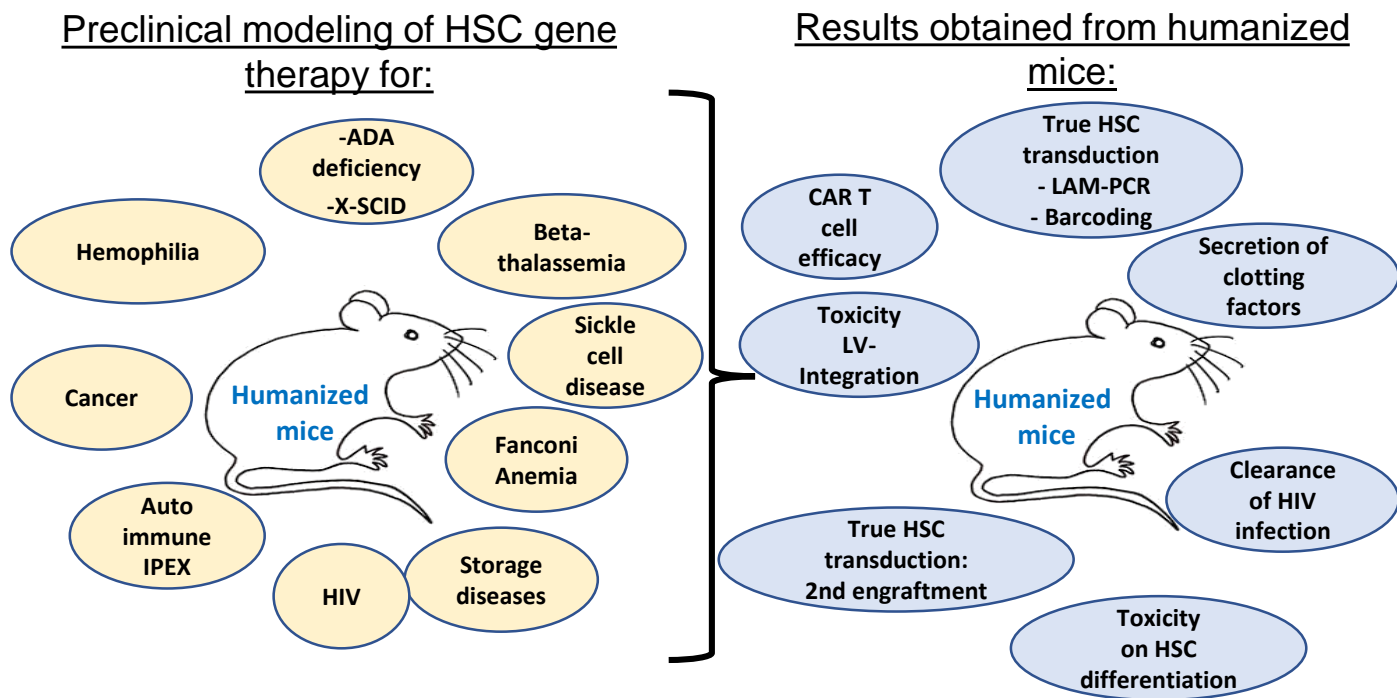 Preclinical modeling of HSC gene
therapy for:
-ADA
deficiency
-X-SCID
Hemophilia
Beta-
thalassemia
Sickle
cell
disease
Cancer
Humanized
mice
Fanconi
Anemia
Auto
immune
IPEX
HIV
Storage
diseases
Results obtained from humanized
mice:
True HSC
transduction
- LAM-PCR
- Barcoding
CAR T
cell
efficacy
Secretion of
clotting
factors
Toxicity
LV-
Integration
Humanized
mice
Clearance
of HIV
infection
True HSC
transduction:
2nd engraftment
Toxicity
on HSC
differentiation